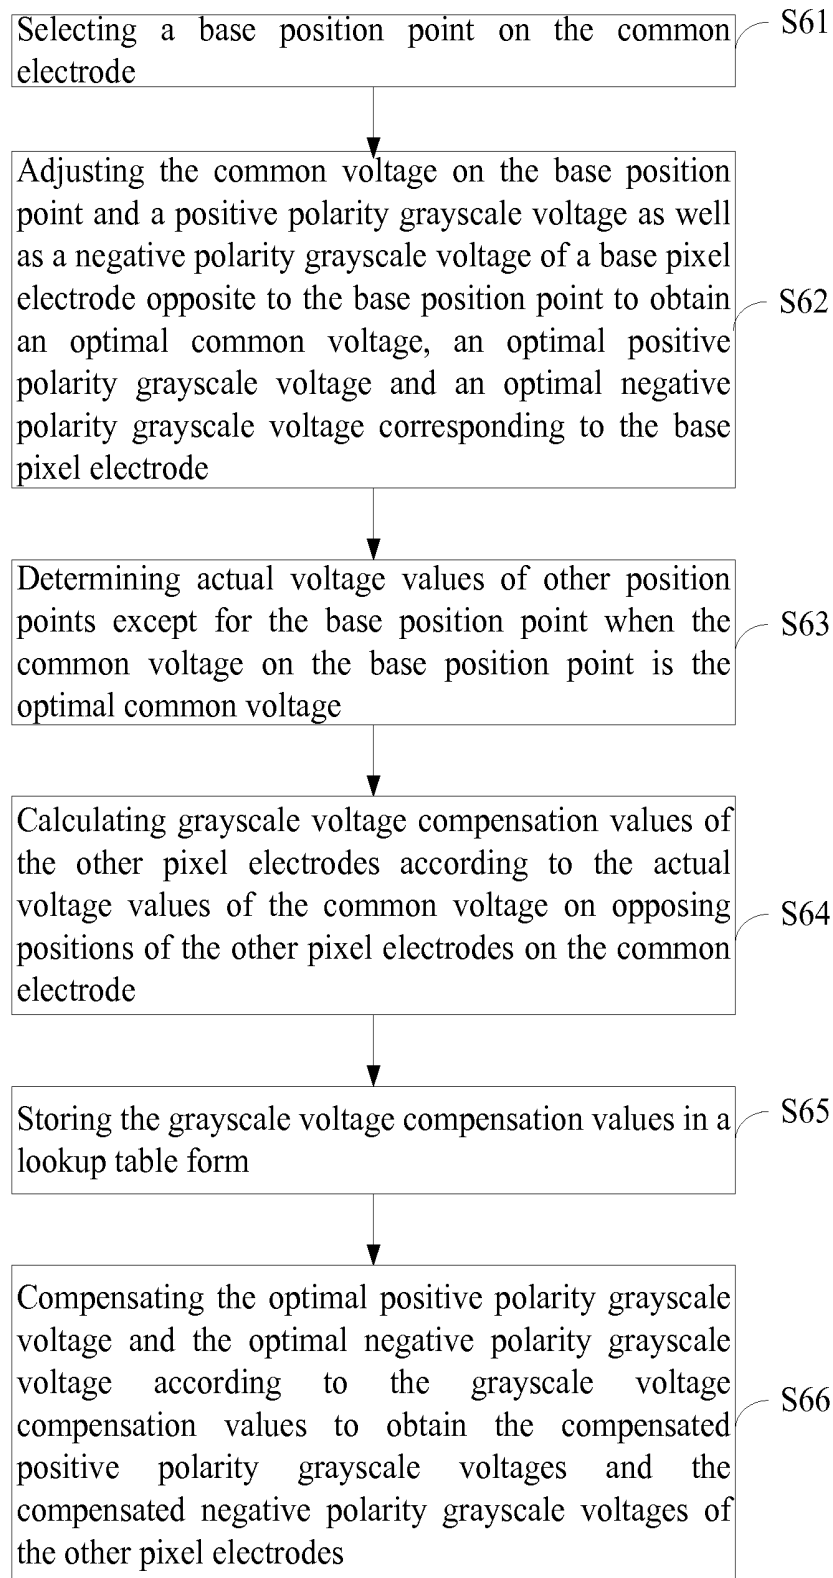 Selecting a base position point on the common
electrode
S61
Adjusting the common voltage on the base position
point and a positive polarity grayscale voltage as well
as a negative polarity grayscale voltage of a base pixel
electrode opposite to the base position point to obtain
an optimal common voltage, an optimal positive
polarity grayscale voltage and an optimal negative
polarity grayscale voltage corresponding to the base
pixel electrode
S62
Determining actual voltage values of other position
points except for the base position point when the
common voltage on the base position point is the
optimal common voltage
S63
Calculating grayscale voltage compensation values of
the other pixel electrodes according to the actual
voltage values of the common voltage on opposing
positions of the other pixel electrodes on the common
electrode
S64
Storing the grayscale voltage compensation values in a
lookup table form
S65
Compensating the optimal positive polarity grayscale
voltage and the optimal negative polarity grayscale
voltage according to the grayscale voltage
compensation values to obtain the compensated
positive polarity grayscale voltages and the
compensated negative polarity grayscale voltages of
the other pixel electrodes
S66